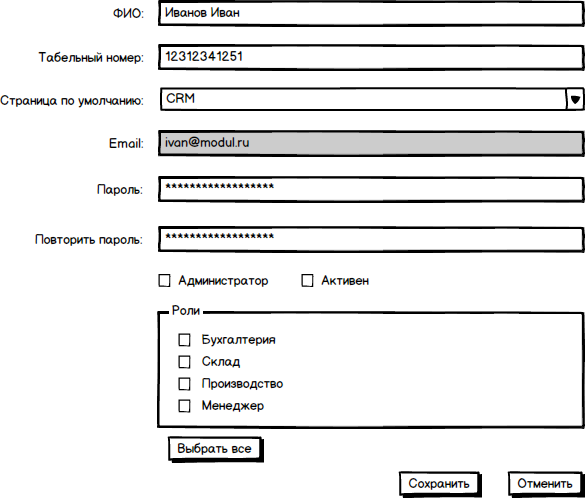 ФИО: Иванов Иван
Табельный номер: 12312341251
Страница по умолчанию: CRM
Email: ivan@modul.ru
Пароль: ******************
Повторить пароль: ******************
Администратор Активен
Роли
Бухгалтерия
Склад
Производство
Менеджер
Выбрать все
Сохранить Отменить